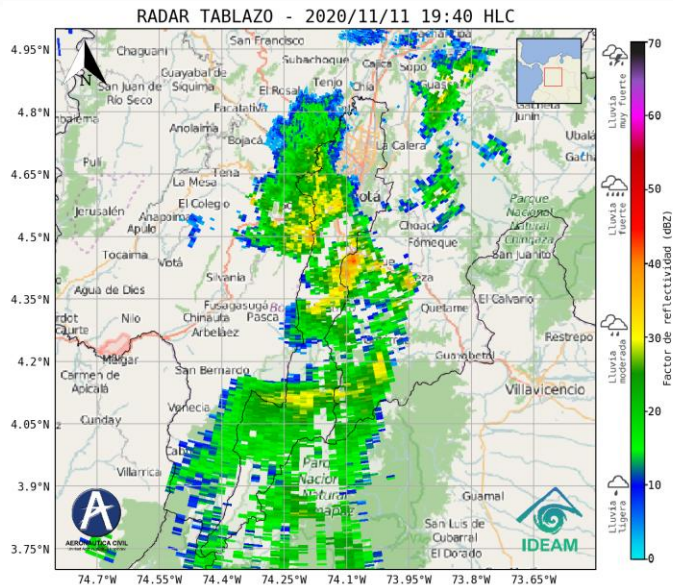 RADAR TABLAZO - 2020/11/11 19:40 HLC
4.95°N
4.8°N
4.65°N
4.5°N
4.35°N
4.2°N
4.05°N
3.9°N
3.75°N
74.7°W 74.55°W 74.4°W 74.25°W 74.1°W 73.95°W 73.8°W 73.65°W
N
San Francisco
Chaguani
Subachoque
Cajica Sopó
Guayabal de
Síquima
Tenjo Chía
San Juan de
Río Seco
El Rosal
Junín
Anolaima
Bojacá
La Calera
Ubalá
Pulí
Tena
La Mesa
El Colegio
Jerusalén
Anapoima
Apulo
Parque
Nacional
Natural
Chingaza
Choachí
Fómeque
San Juanito
Tocaima
Viotá
Silvania
Agua de Dios
Fusagasugá
Nilo
Chinauta
Pasca
Arbeláez
Quetame
El Calvario
Restrepo
Melgar
Guayabetal
Carmen de
Apicalá
San Bernardo
Villavicencio
Venecia
Cunday
Villarrica
Parque
Nacional
Natural
Sumapaz
Guamal
San Luis de
Cubarral
El Dorado
AERONÁUTICA CIVIL
IDEAM
Lluvia
muy fuerte
Lluvia
fuerte
Lluvia
moderada
Lluvia
ligera
70
60
50
40
30
20
10
0
Factor de reflectividad (dBZ)